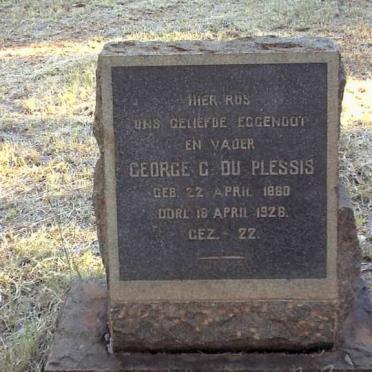 HIER RUS
ONS GELIEFDE EGGENOOT
EN VADER
GEORGE C. DU PLESSIS
GEB. 22 APRIL 1880
OORL. 18 APRIL 1928.
GEZ. - 22.